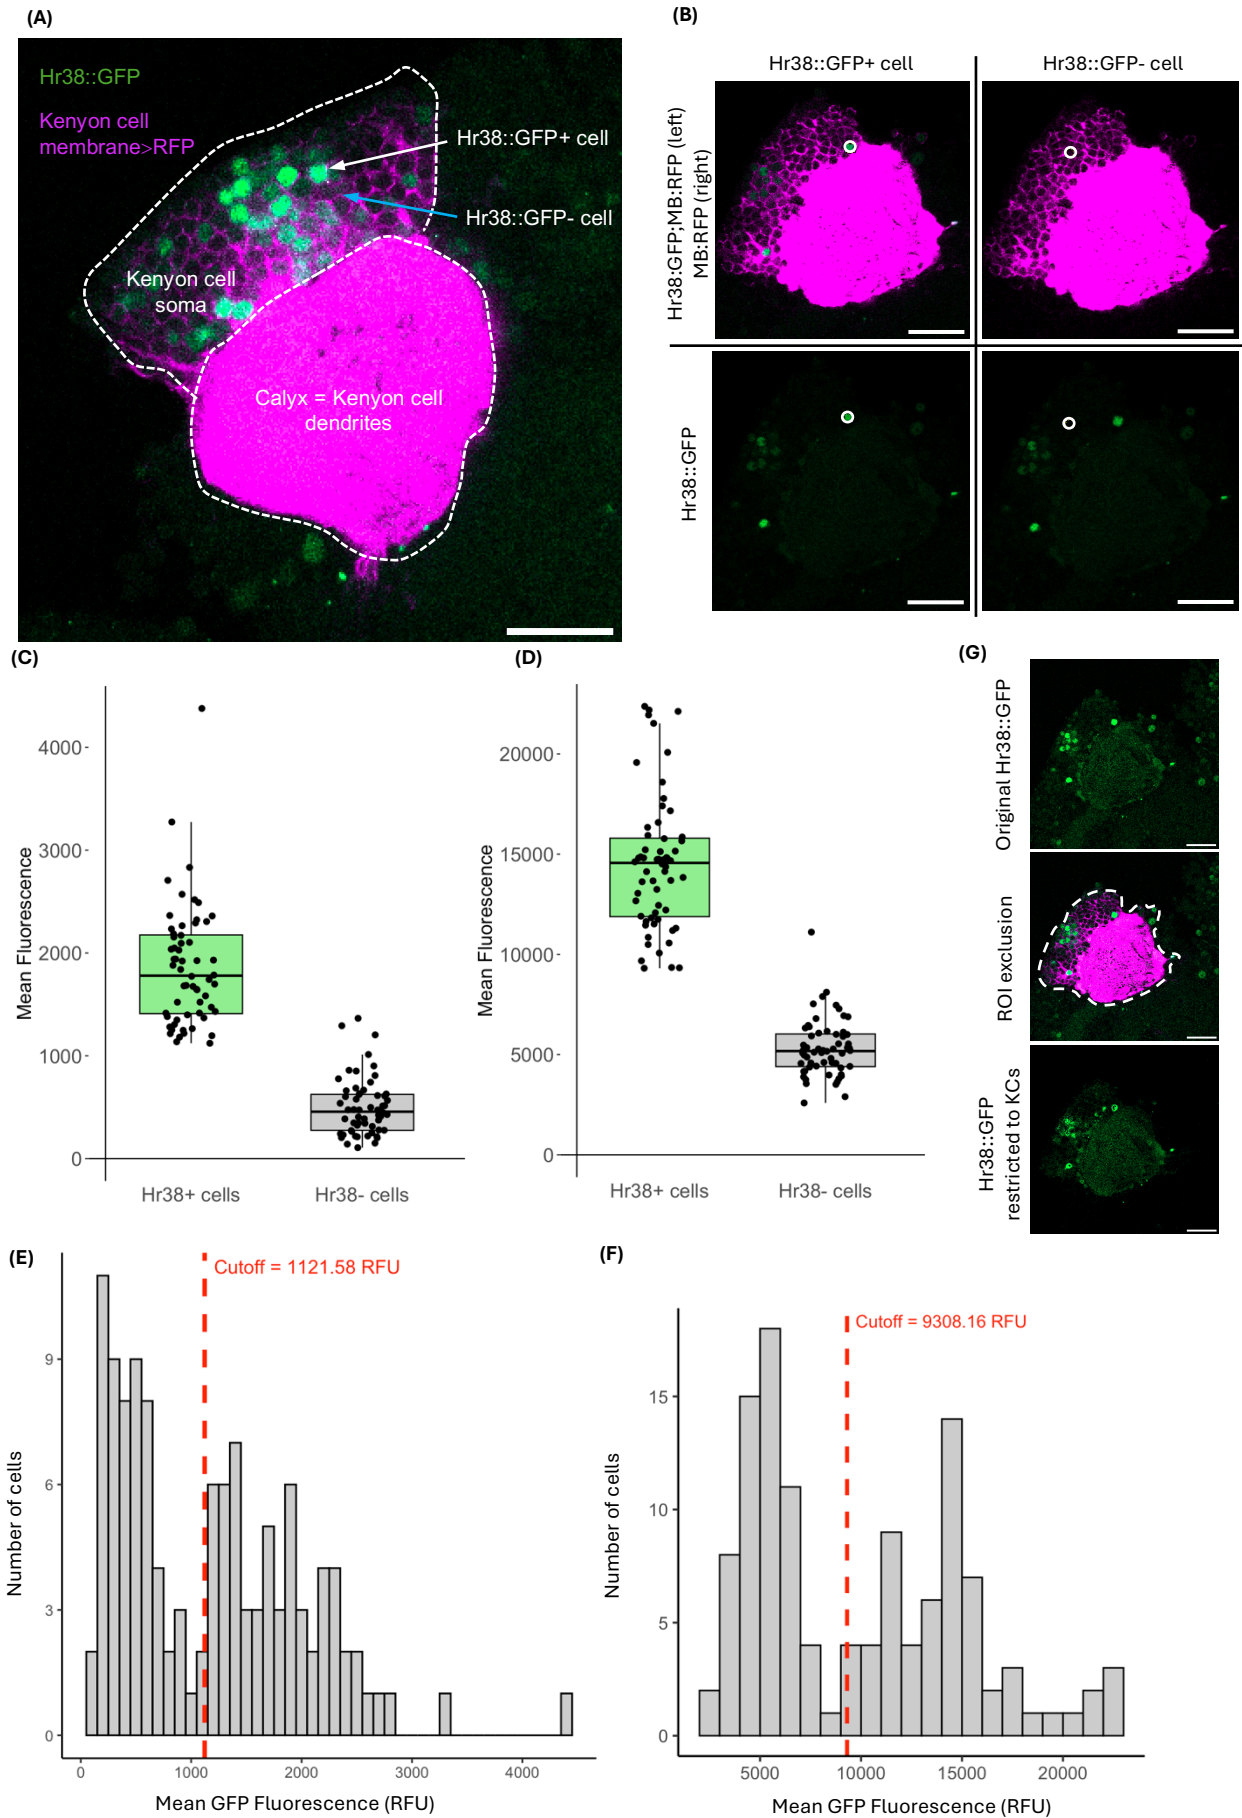 (A)
Hr38::GFP
Kenyon cell
membrane>RFP
Hr38::GFP+ cell
Hr38::GFP- cell
Kenyon cell
soma
Calyx = Kenyon cell
dendrites
(B)
Hr38::GFP+ cell
Hr38::GFP- cell
Hr38:GFP;MB:RFP (left)
MB:RFP (right)
Hr38::GFP
(C)
Mean Fluorescence
4000
3000
2000
1000
0
Hr38+ cells
Hr38- cells
(D)
Mean Fluorescence
20000
15000
10000
5000
0
Hr38+ cells
Hr38- cells
(G)
Original Hr38::GFP
ROI exclusion
Hr38::GFP
restricted to KCs
(E)
Cutoff = 1121.58 RFU
Number of cells
9
6
3
0
0
1000
2000
3000
4000
Mean GFP Fluorescence (RFU)
(F)
Cutoff = 9308.16 RFU
Number of cells
15
10
5
0
5000
10000
15000
20000
Mean GFP Fluorescence (RFU)